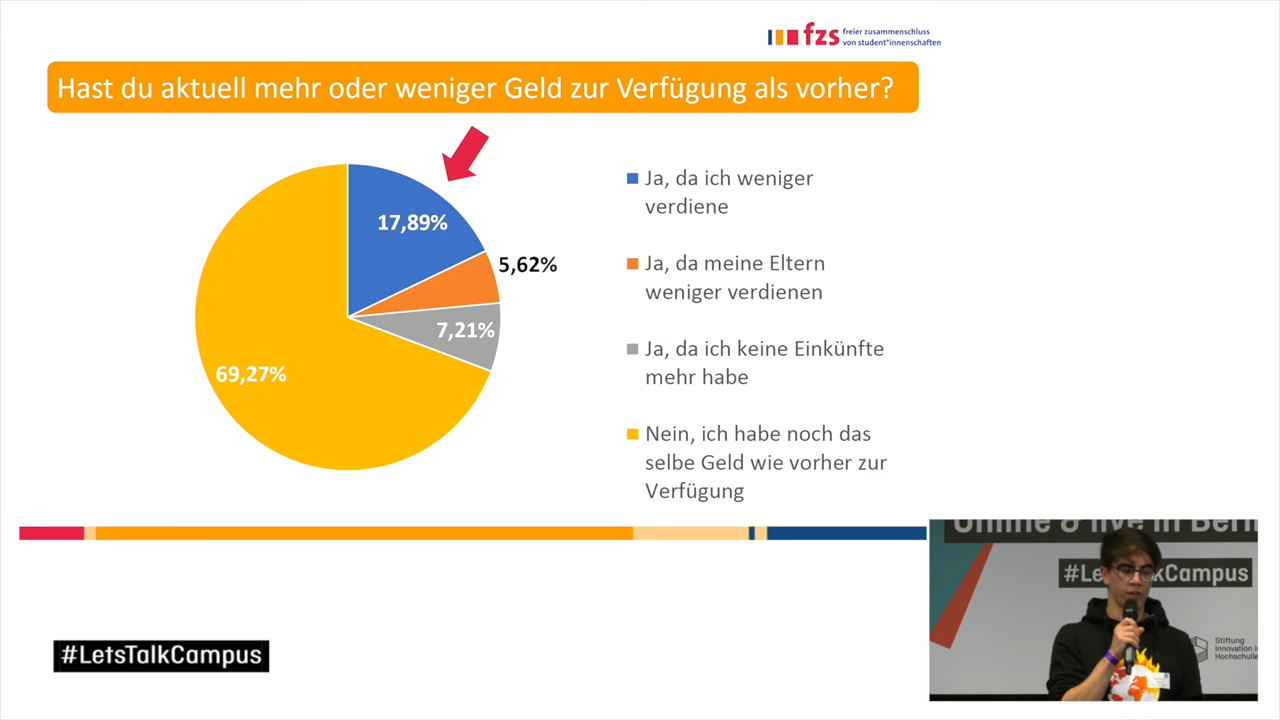 fzs freier zusammenschluss
von student*innenschaften
Hast du aktuell mehr oder weniger Geld zur Verfügung als vorher?
17,89%
5,62%
7,21%
69,27%
Ja, da ich weniger
verdiene
Ja, da meine Eltern
weniger verdienen
Ja, da ich keine Einkünfte
mehr habe
Nein, ich habe noch das
selbe Geld wie vorher zur
Verfügung
#LetsTalkCampus
Online & live in
Stiftung
Innovation in